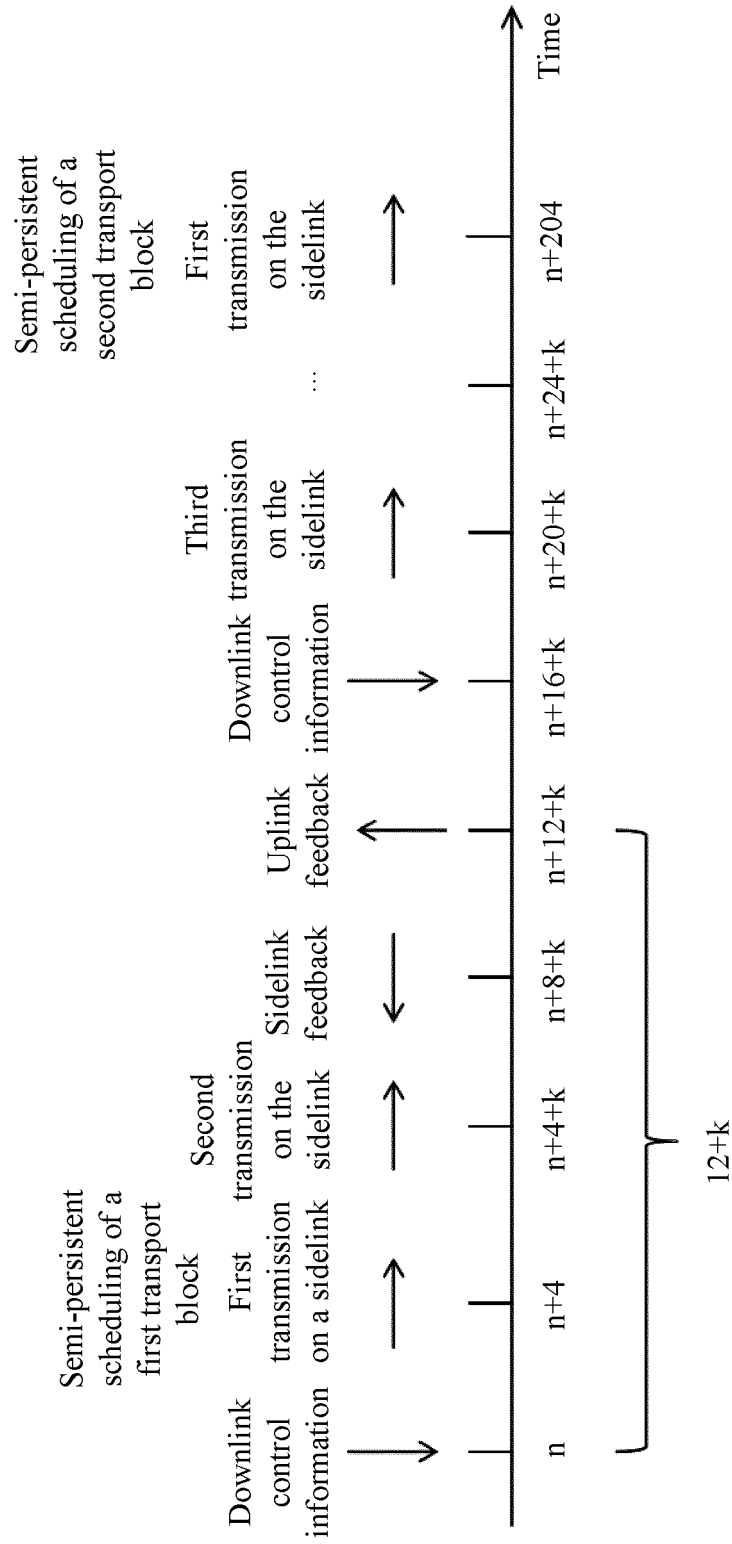 Semi-persistent
scheduling of a
first transport
block
Semi-persistent
scheduling of a
second transport
block
Downlink
control
information
First
transmission
on a sidelink
Second
transmission
on the
sidelink
Sidelink
feedback
Uplink
feedback
Downlink
control
information
Third
transmission
on the
sidelink
...
First
transmission
on the
sidelink
n
n+4
n+4+k
n+8+k
n+12+k
n+16+k
n+20+k
n+24+k
n+204
Time
12+k